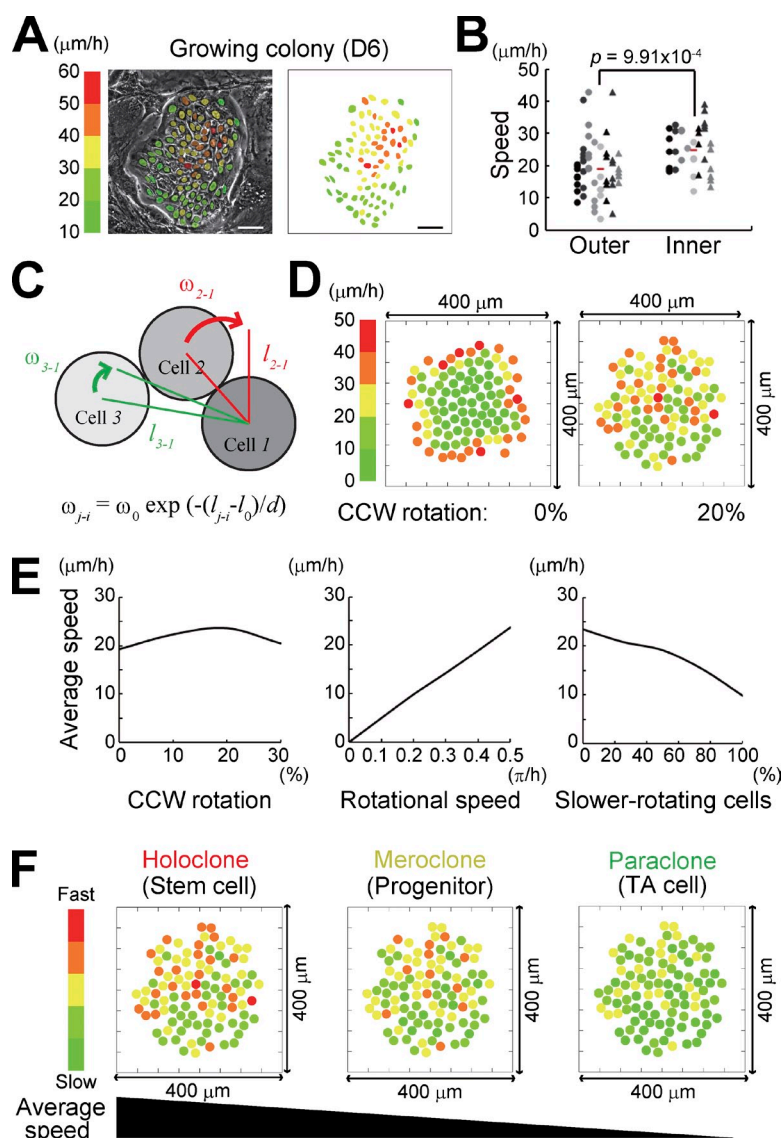 A
(μm/h)
Growing colony (D6)
60
50
40
30
20
10
B
(μm/h)
p = 9.91x10⁻⁴
Speed
50
40
30
20
10
0
Outer
Inner
C
ω2-1
ω3-1
Cell 2
l2-1
Cell 3
l3-1
Cell 1
ωj-i = ω0 exp (-(lj-i-l0)/d)
D
(μm/h)
400 μm
400 μm
50
40
30
20
10
0
400 μm
400 μm
CCW rotation:
0%
20%
E
(μm/h)
Average speed
30
20
10
0
0
10
20
30
(%)
CCW rotation
(μm/h)
30
20
10
0
0
0.1
0.2
0.3
0.4
0.5
(π/h)
Rotational speed
(μm/h)
30
20
10
0
0
20
40
60
80
100
(%)
Slower-rotating cells
F
Fast
Slow
Holoclone
(Stem cell)
Meroclone
(Progenitor)
Paraclone
(TA cell)
400 μm
400 μm
400 μm
400 μm
400 μm
400 μm
Average
speed